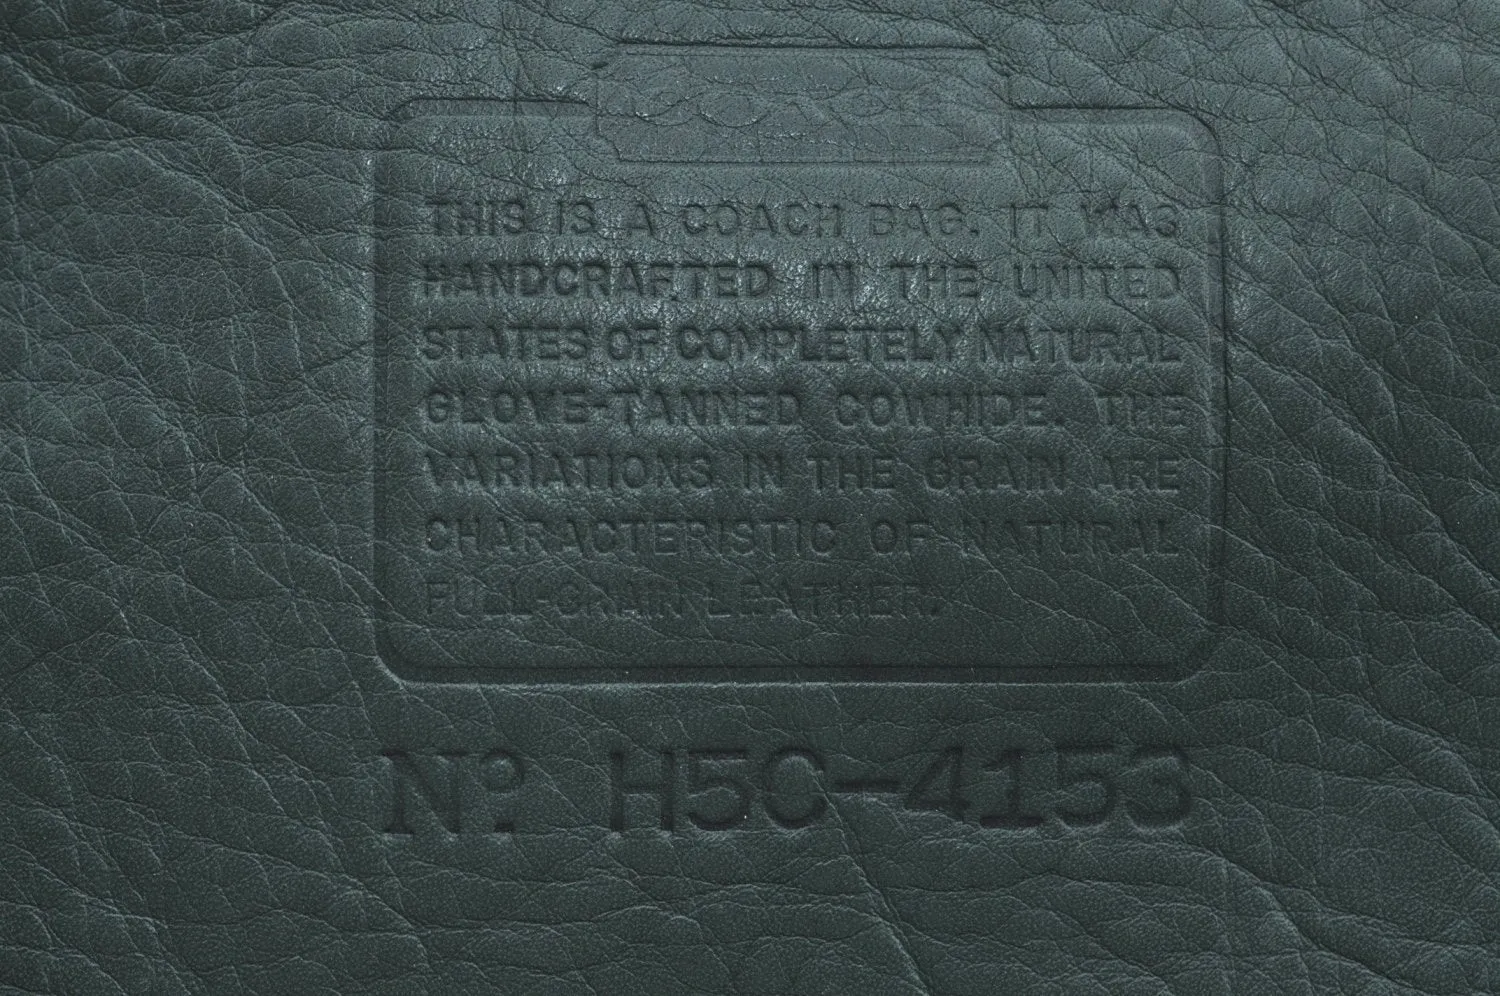 COACH
THIS IS A COACH BAG. IT WAS
HANDCRAFTED IN THE UNITED
STATES OF COMPLETELY NATURAL
GLOVE-TANNED COWHIDE. THE
VARIATIONS IN THE GRAIN ARE
CHARACTERISTIC OF NATURAL
FULL-GRAIN LEATHER.
Nº H5C-4153